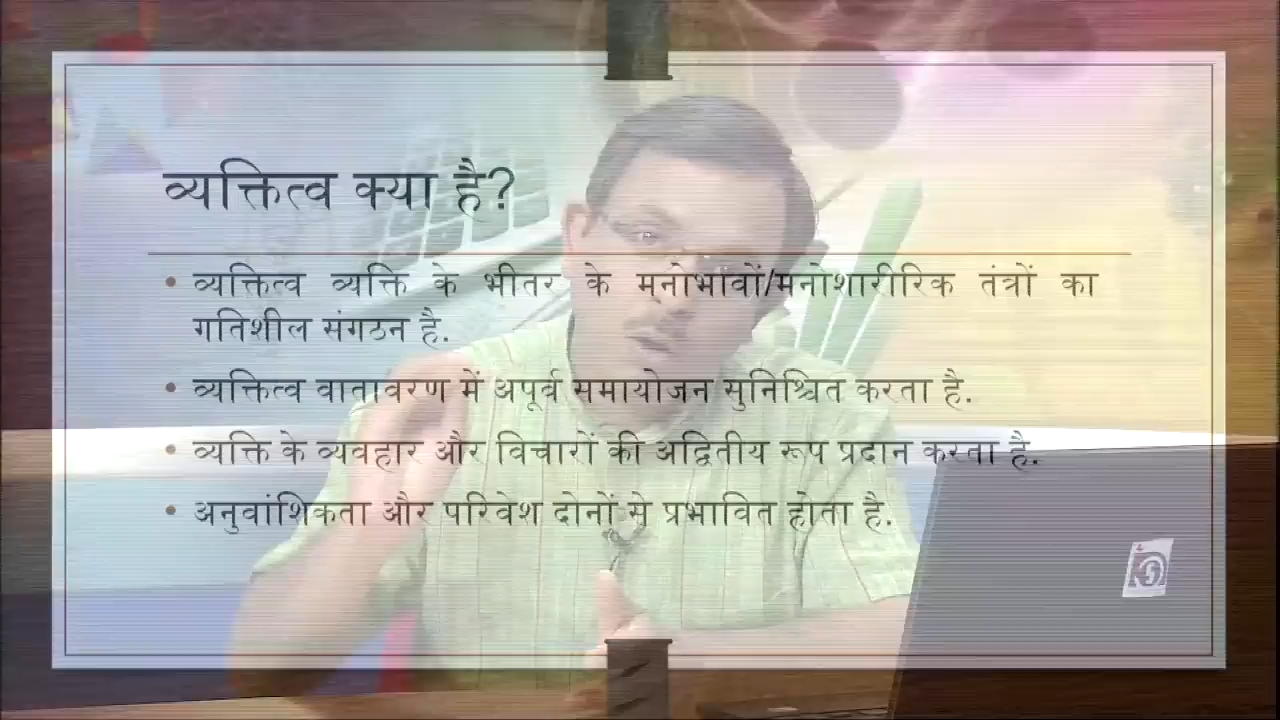 व्यक्तित्व क्या है?
• व्यक्तित्व व्यक्ति के भीतर के मनोभावों/मनोशारीरिक तंत्रों का
गतिशील संगठन है.
• व्यक्तित्व वातावरण में अपूर्व समायोजन सुनिश्चित करता है.
• व्यक्ति के व्यवहार और विचारों की अद्वितीय रूप प्रदान करता है.
• अनुवांशिकता और परिवेश दोनों से प्रभावित होता है.